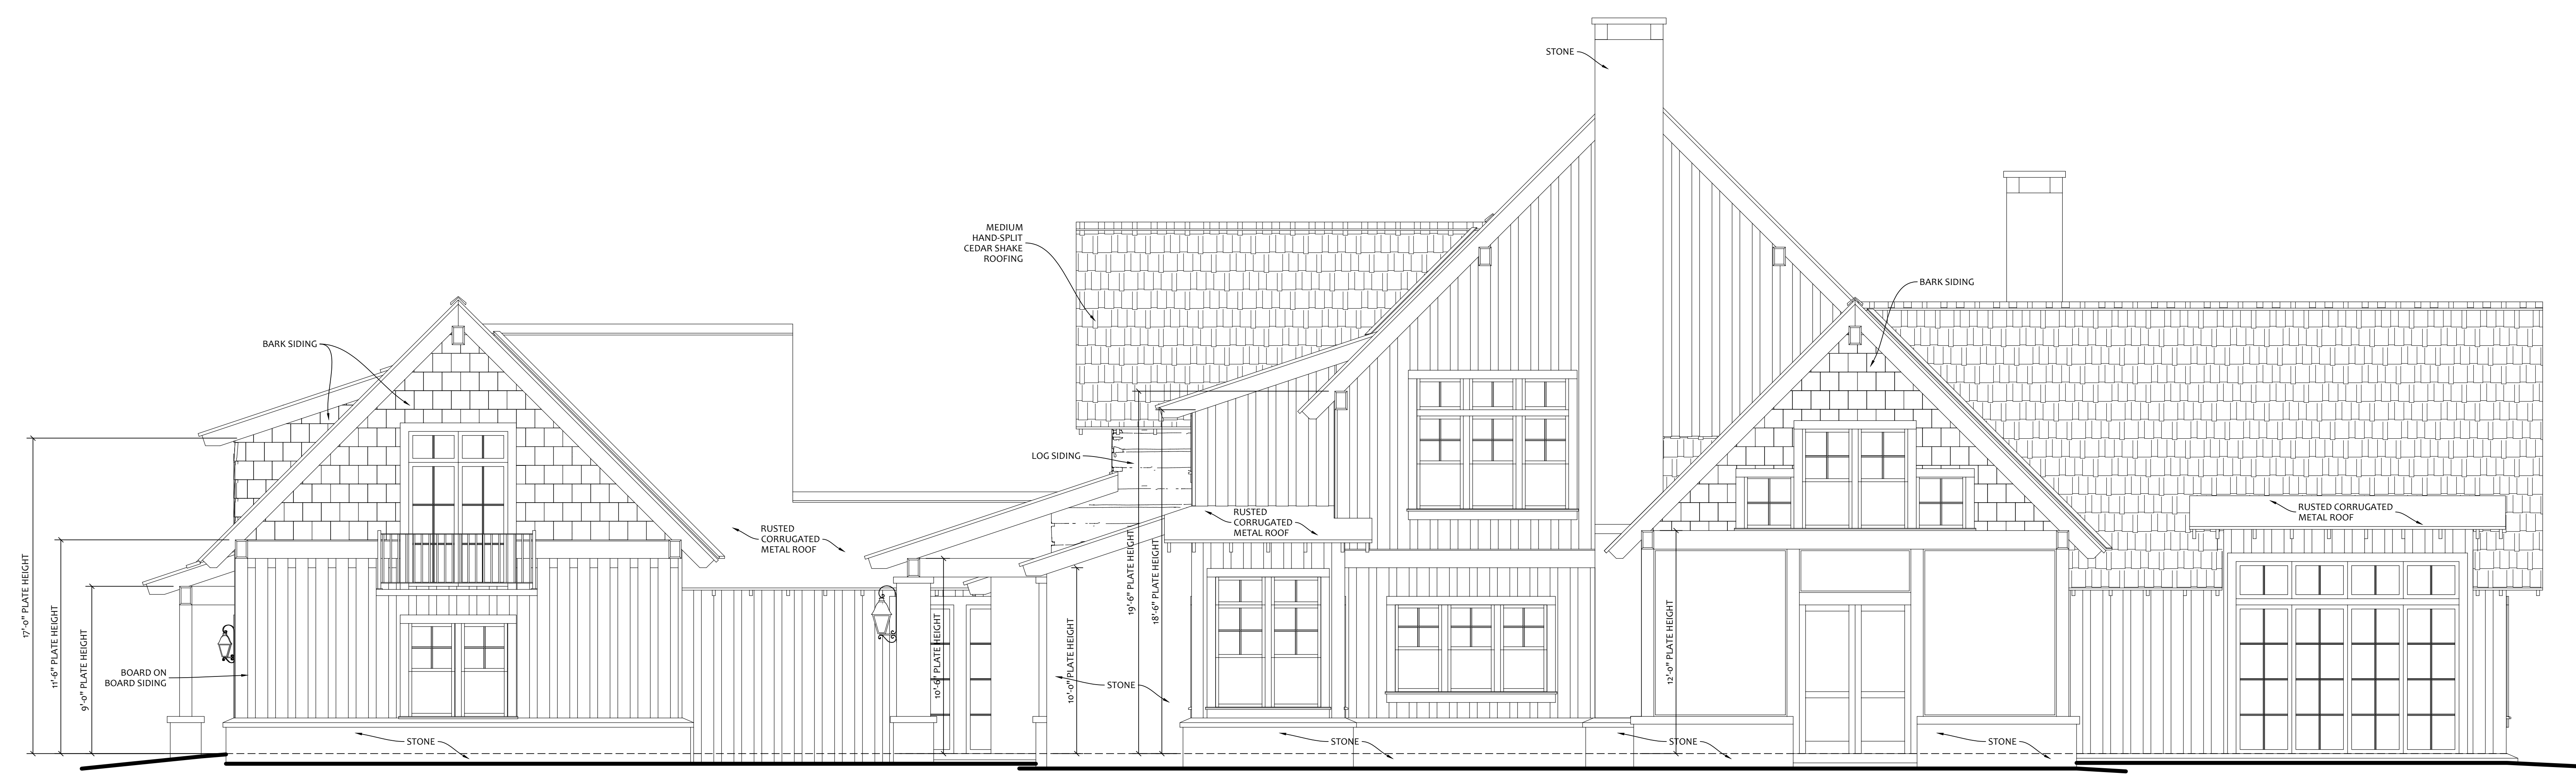 STONE
MEDIUM
HAND-SPLIT
CEDAR SHAKE
ROOFING
BARK SIDING
BARK SIDING
LOG SIDING
RUSTED
CORRUGATED
METAL ROOF
RUSTED
CORRUGATED
METAL ROOF
RUSTED CORRUGATED
METAL ROOF
17'-0" PLATE HEIGHT
11'-6" PLATE HEIGHT
9'-0" PLATE HEIGHT
10'-6" PLATE HEIGHT
10'-0" PLATE HEIGHT
19'-6" PLATE HEIGHT
18'-6" PLATE HEIGHT
12'-0" PLATE HEIGHT
BOARD ON
BOARD SIDING
STONE
STONE
STONE
STONE
STONE